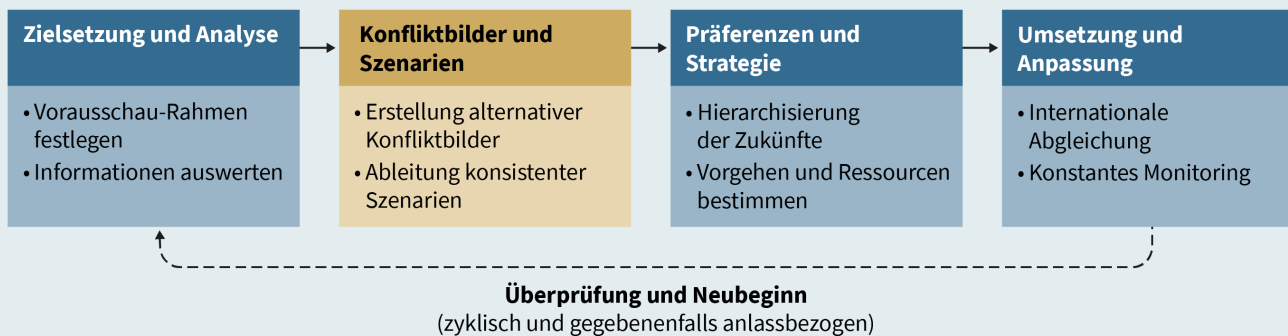 Zielsetzung und Analyse
• Vorausschau-Rahmen
festlegen
• Informationen auswerten
Konfliktbilder und
Szenarien
• Erstellung alternativer
Konfliktbilder
• Ableitung konsistenter
Szenarien
Präferenzen und
Strategie
• Hierarchisierung
der Zukünfte
• Vorgehen und Ressourcen
bestimmen
Umsetzung und
Anpassung
• Internationale
Abgleichung
• Konstantes Monitoring
Überprüfung und Neubeginn
(zyklisch und gegebenenfalls anlassbezogen)